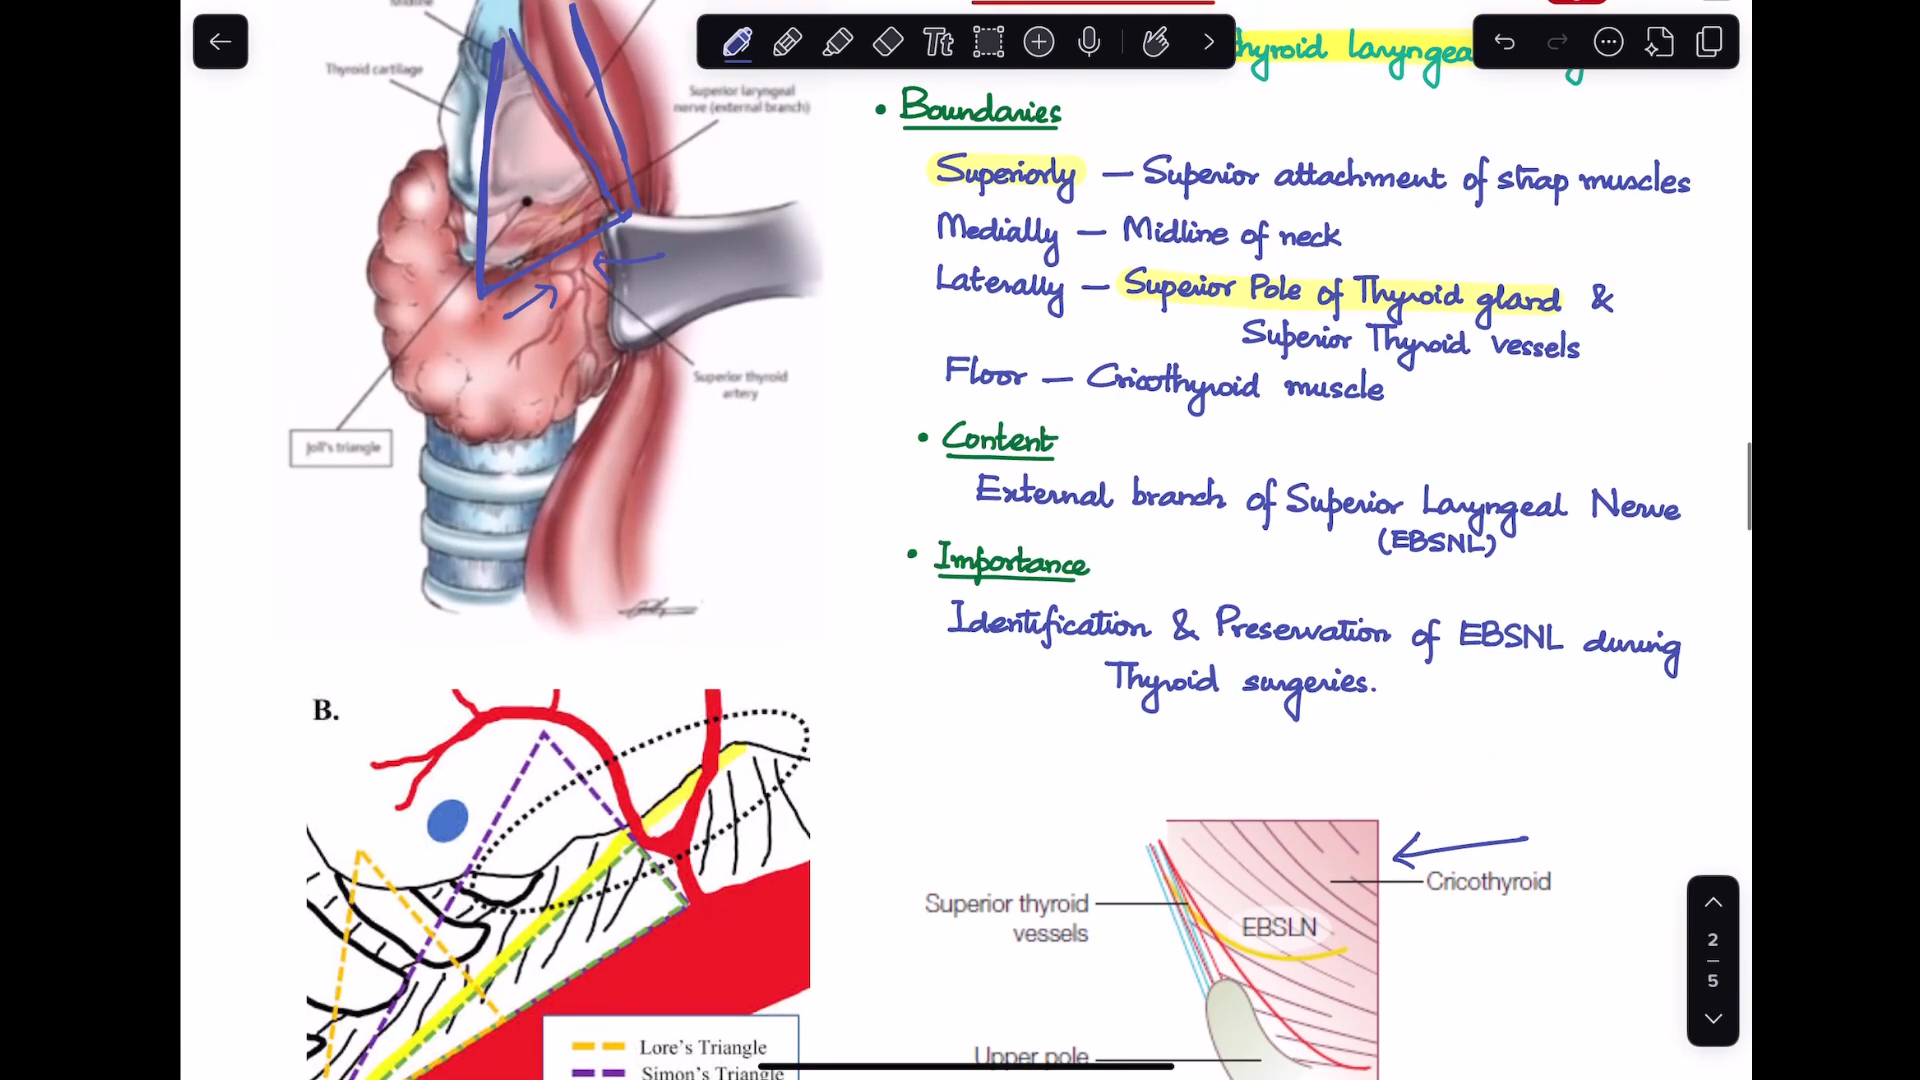 Midline
Thyroid cartilage
Superior laryngeal
nerve (external branch)
Superior thyroid
artery
Joll's triangle
Tt
hyroid laryngea
• Boundaries
Superiorly — Superior attachment of strap muscles
Medially — Midline of neck
Laterally — Superior Pole of Thyroid gland &
Superior Thyroid vessels
Floor — Cricothyroid muscle
• Content
External branch of Superior Laryngeal Nerve
(EBSNL)
• Importance
Identification & Preservation of EBSNL during
Thyroid surgeries.
B.
Lore's Triangle
Simon's Triangle
Superior thyroid
vessels
EBSLN
Cricothyroid
Upper pole
2
5